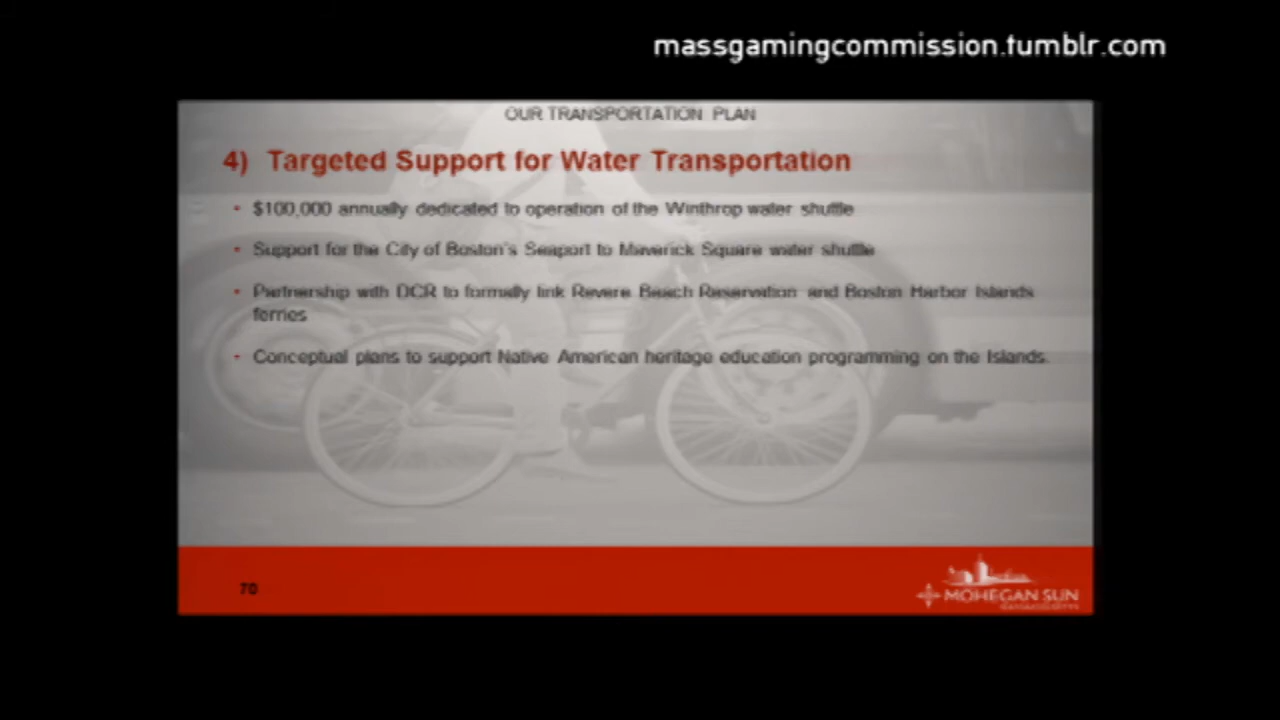 massgamingcommission.tumblr.com
OUR TRANSPORTATION PLAN
4) Targeted Support for Water Transportation
- $100,000 annually dedicated to operation of the Winthrop water shuttle
- Support for the City of Boston's Seaport to Maverick Square water shuttle
- Partnership with DCR to formally link Revere Beach Reservation and Boston Harbor Islands
ferries
- Conceptual plans to support Native American heritage education programming on the Islands.
70
MOHEGAN SUN